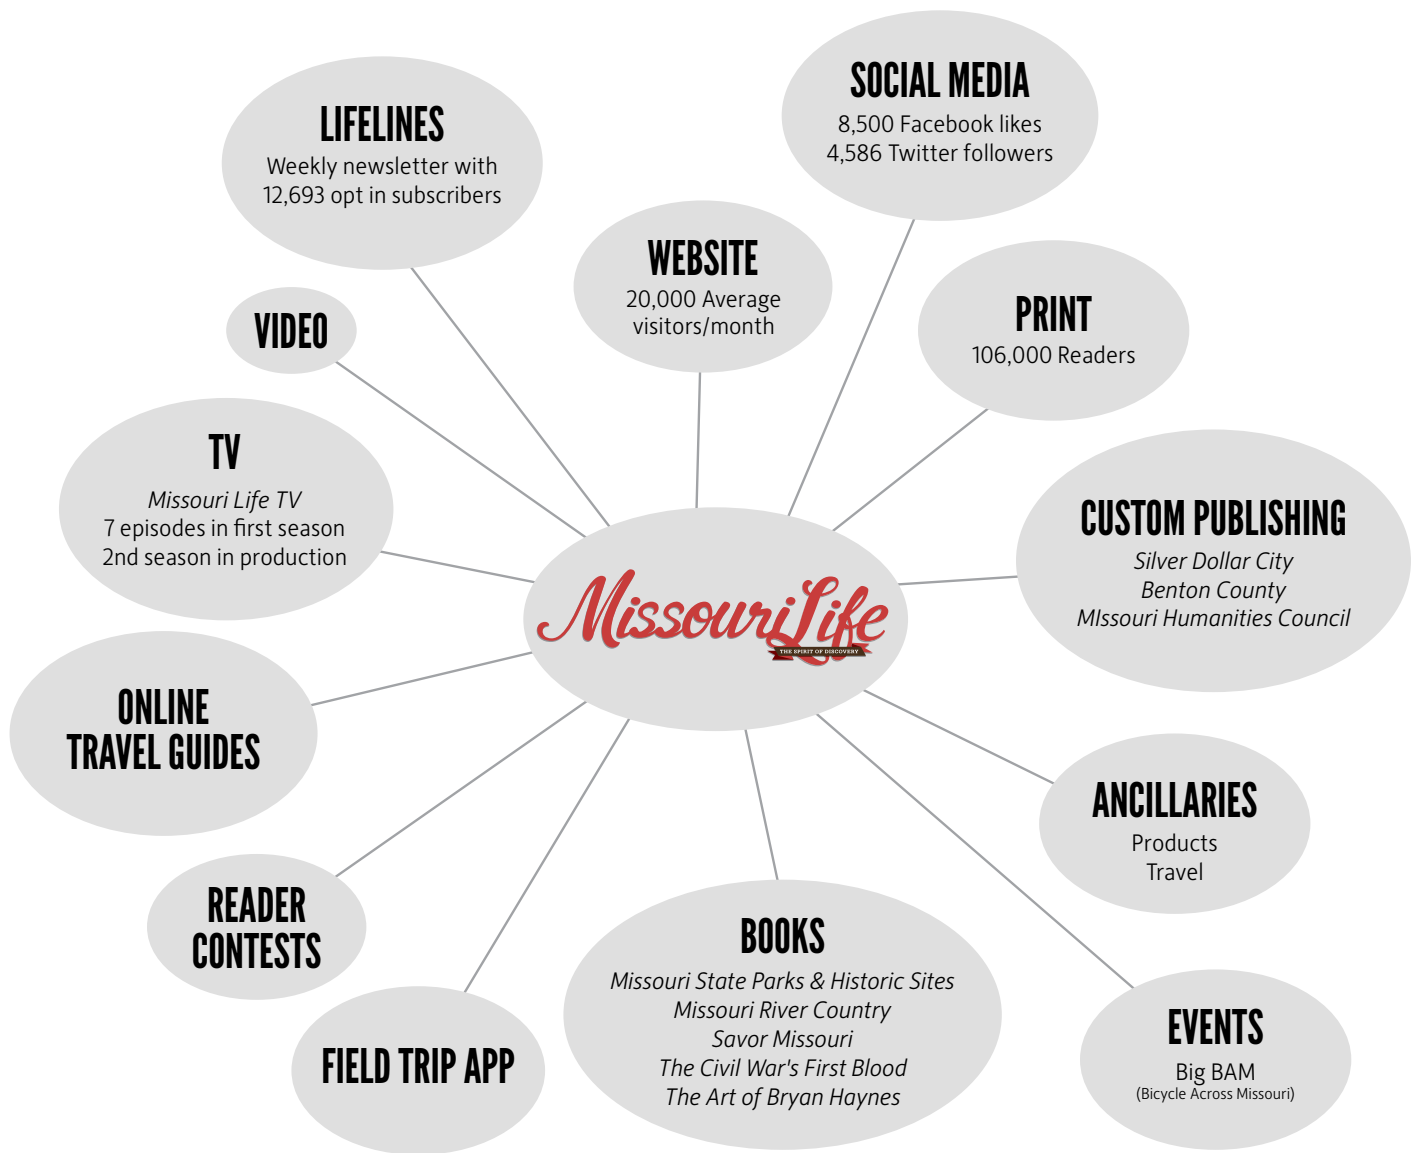 SOCIAL MEDIA
8,500 Facebook likes
4,586 Twitter followers
LIFELINES
Weekly newsletter with
12,693 opt in subscribers
WEBSITE
20,000 Average
visitors/month
PRINT
106,000 Readers
VIDEO
TV
Missouri Life TV
7 episodes in first season
2nd season in production
CUSTOM PUBLISHING
Silver Dollar City
Benton County
MIssouri Humanities Council
Missouri Life
THE SPIRIT OF DISCOVERY
ONLINE
TRAVEL GUIDES
ANCILLARIES
Products
Travel
READER
CONTESTS
BOOKS
Missouri State Parks & Historic Sites
Missouri River Country
Savor Missouri
The Civil War's First Blood
The Art of Bryan Haynes
FIELD TRIP APP
EVENTS
Big BAM
(Bicycle Across Missouri)